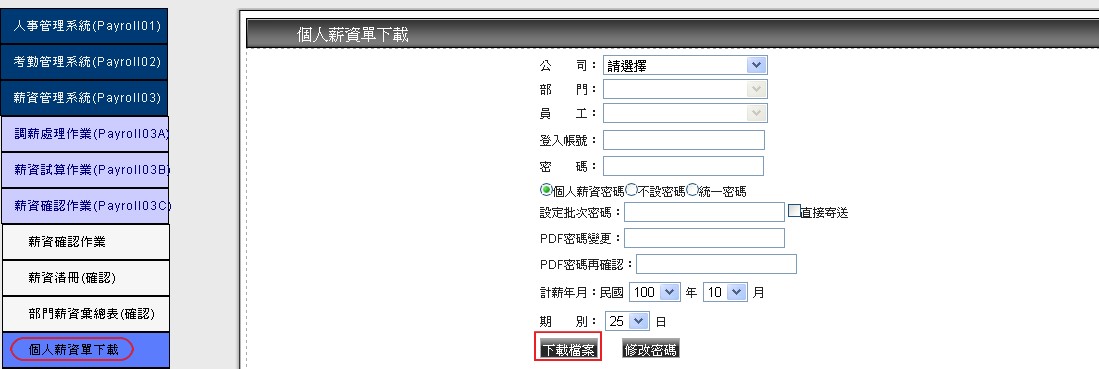 人事管理系統(Payroll01)
考勤管理系統(Payroll02)
薪資管理系統(Payroll03)
調薪處理作業(Payroll03A)
薪資試算作業(Payroll03B)
薪資確認作業(Payroll03C)
薪資確認作業
薪資清冊(確認)
部門薪資彙總表(確認)
個人薪資單下載
個人薪資單下載
公 司： 請選擇
部 門：
員 工：
登入帳號：
密 碼：
個人薪資密碼 不設密碼 統一密碼
設定批次密碼： 直接寄送
PDF密碼變更：
PDF密碼再確認：
計薪年月：民國 100 年 10 月
期 別： 25 日
下載檔案 修改密碼